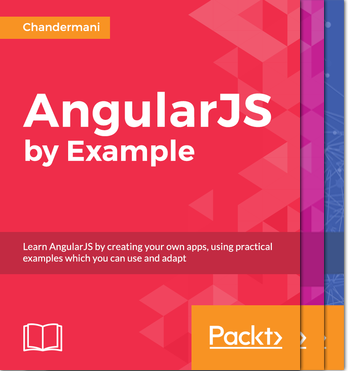 Chandermani
AngularJS
by Example
Learn AngularJS by creating your own apps, using practical
examples which you can use and adapt
Packt>